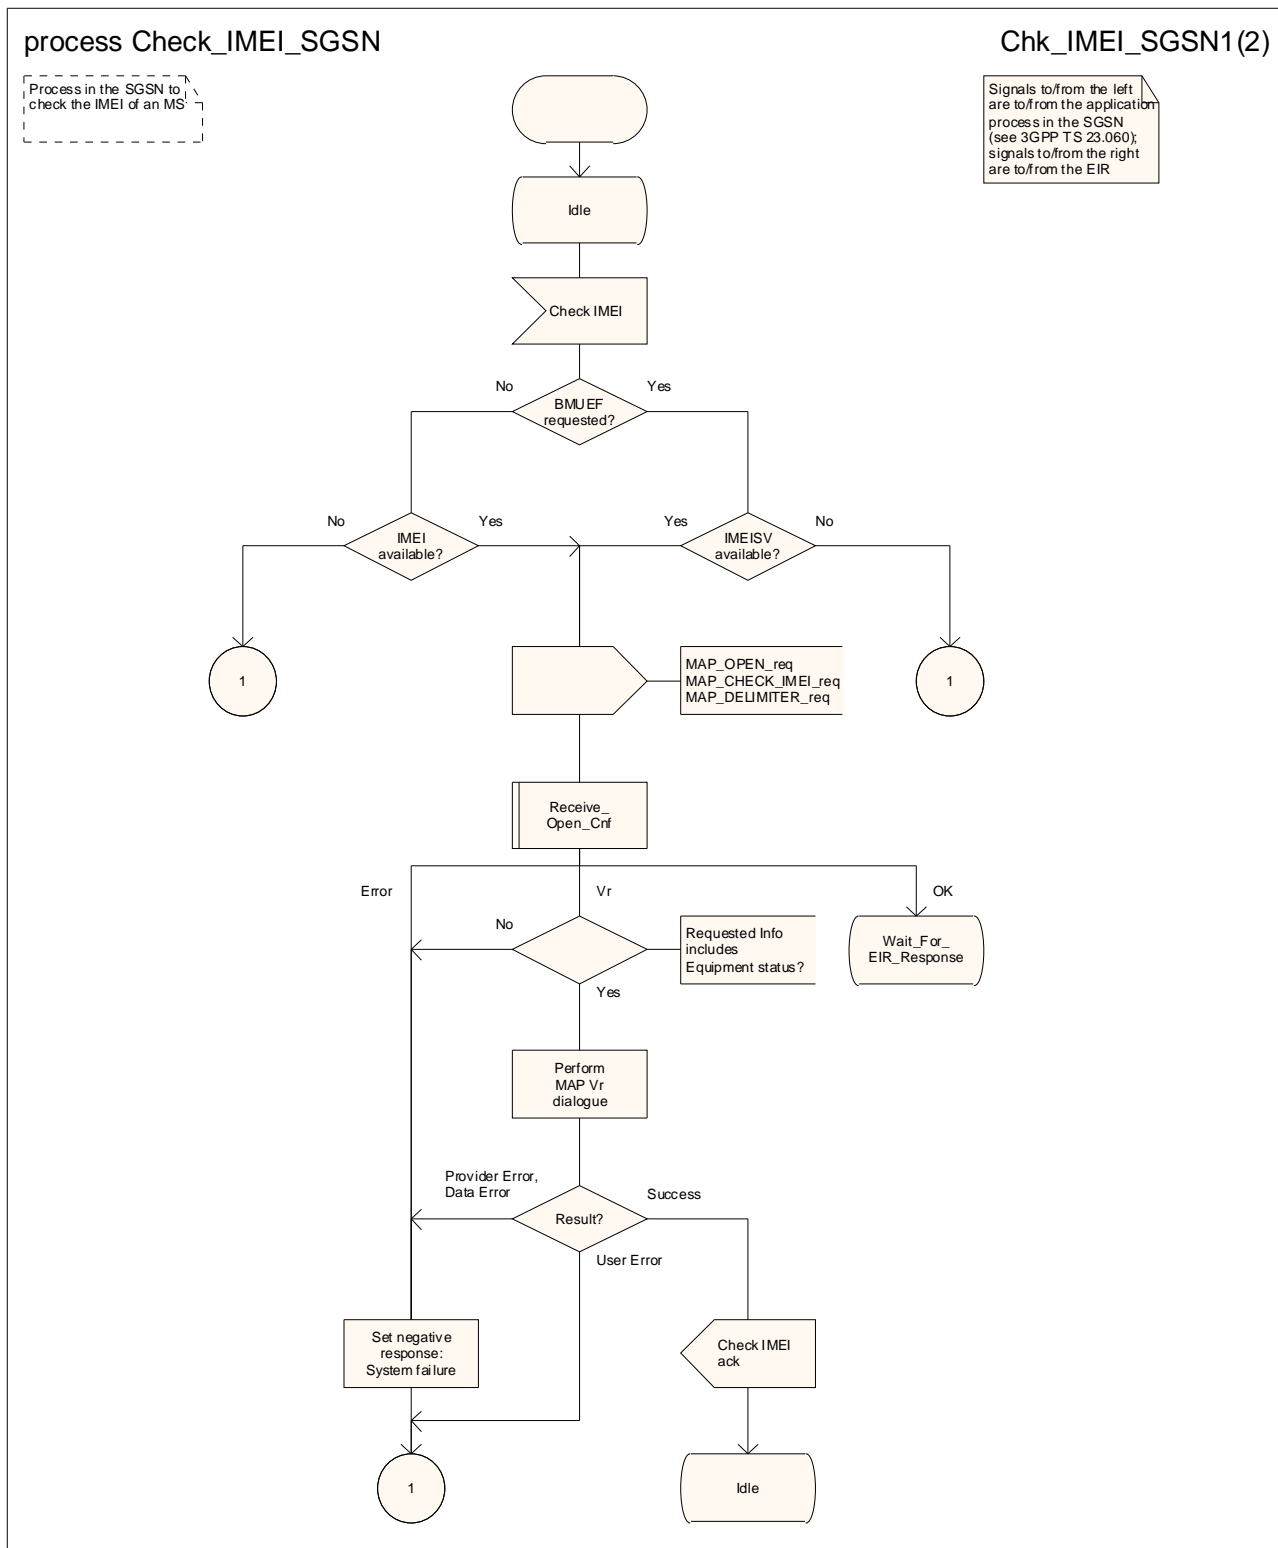 process Check_IMEI_SGSN
Chk_IMEI_SGSN1(2)
Process in the SGSN to
check the IMEI of an MS
Signals to/from the left
are to/from the application
process in the SGSN
(see 3GPP TS 23.060);
signals to/from the right
are to/from the EIR
Idle
Check IMEI
No
Yes
BMUEF
requested?
No
Yes
Yes
No
IMEI
available?
IMEISV
available?
1
MAP_OPEN_req
MAP_CHECK_IMEI_req
MAP_DELIMITER_req
1
Receive_
Open_Cnf
Error
Vr
OK
No
Requested Info
includes
Equipment status?
Wait_For_
EIR_Response
Yes
Perform
MAP Vr
dialogue
Provider Error,
Data Error
Success
Result?
User Error
Set negative
response:
System failure
Check IMEI
ack
1
Idle